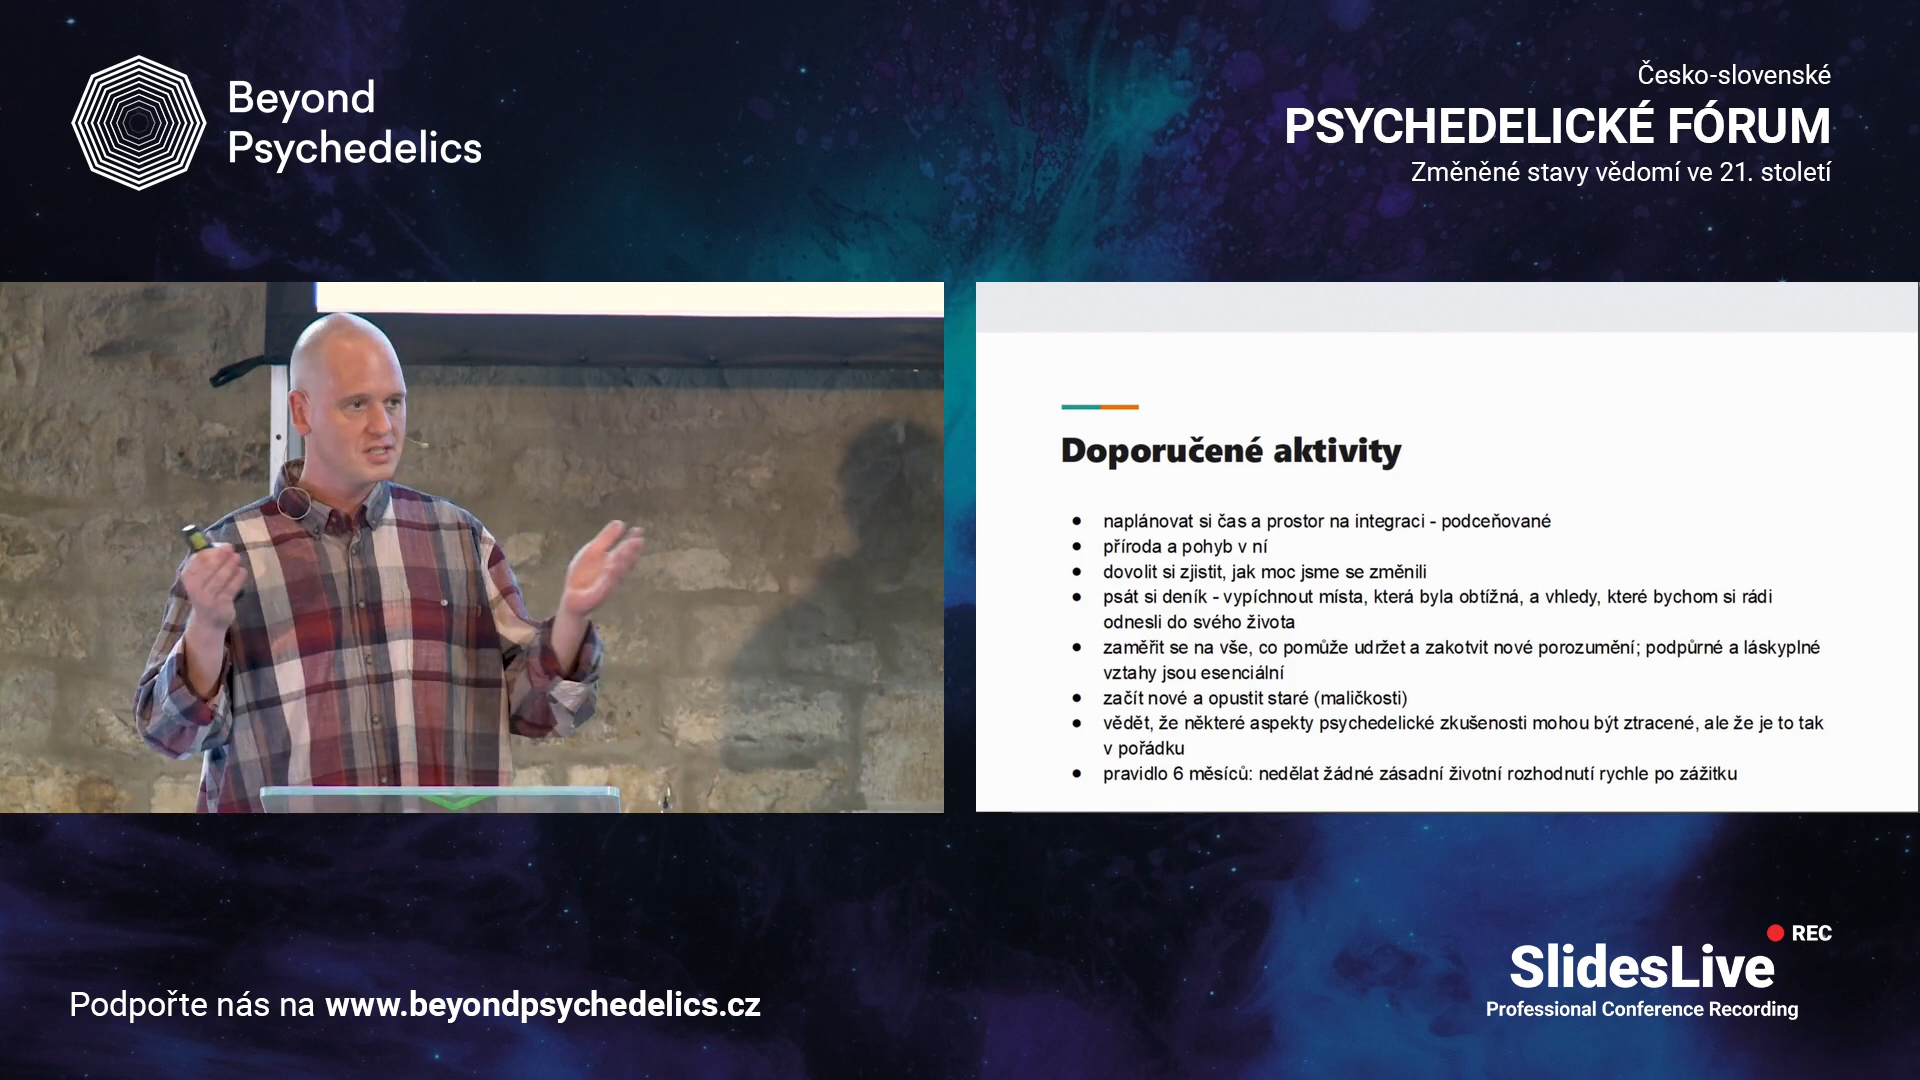 Beyond
Psychedelics
Česko-slovenské
PSYCHEDELICKÉ FÓRUM
Změněné stavy vědomí ve 21. století
Doporučené aktivity
● naplánovat si čas a prostor na integraci - podceňované
● příroda a pohyb v ní
● dovolit si zjistit, jak moc jsme se změnili
● psát si deník - vypíchnout místa, která byla obtížná, a vhledy, které bychom si rádi
odnesli do svého života
● zaměřit se na vše, co pomůže udržet a zakotvit nové porozumění; podpůrné a láskyplné
vztahy jsou esenciální
● začít nové a opustit staré (maličkosti)
● vědět, že některé aspekty psychedelické zkušenosti mohou být ztracené, ale že je to tak
v pořádku
● pravidlo 6 měsíců: nedělat žádné zásadní životní rozhodnutí rychle po zážitku
REC
SlidesLive
Professional Conference Recording
Podpořte nás na www.beyondpsychedelics.cz